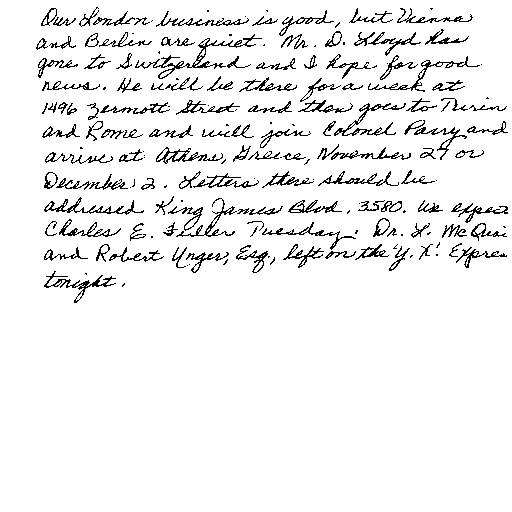 Our London business is good, but Vienna
and Berlin are quiet. Mr. D. Lloyd has
gone to Switzerland and I hope for good
news. He will be there for a week at
1496 Zermott Street and then goes to Turin
and Rome and will join Colonel Parry and
arrive at Athens, Greece, November 27 or
December 2. Letters there should be
addressed King James Blvd. 3580. We expec
Charles E. Fuller Tuesday. Dr. L. McQuai
and Robert Unger, Esq., left on the 'Y. X.' Expres
tonight.